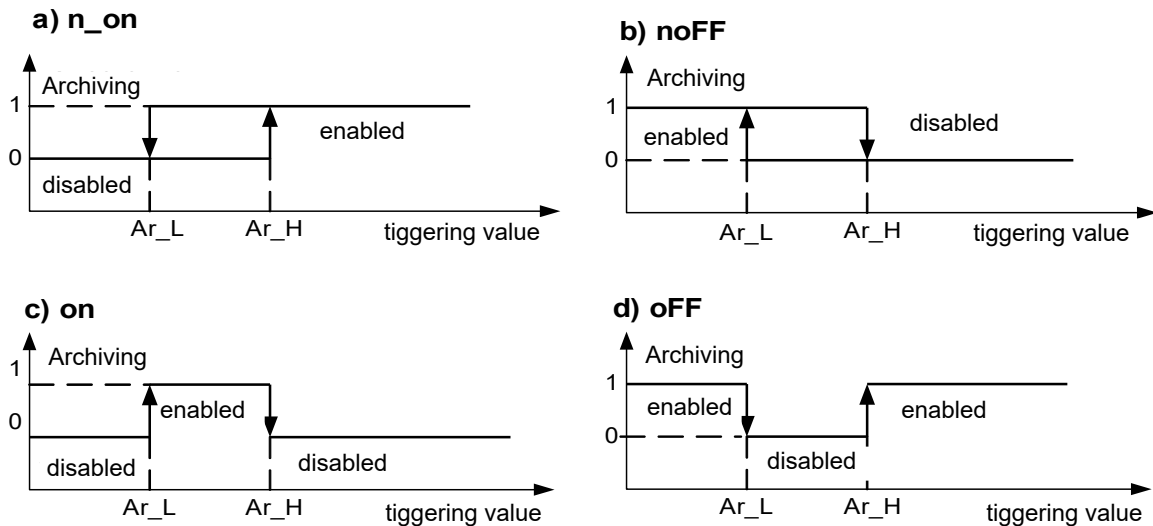 a) n_on
Archiving
1
enabled
0
disabled
Ar_L
Ar_H
tiggering value
b) noFF
Archiving
1
enabled
disabled
0
Ar_L
Ar_H
tiggering value
c) on
Archiving
1
enabled
0
disabled
disabled
Ar_L
Ar_H
tiggering value
d) oFF
Archiving
1
enabled
enabled
0
disabled
Ar_L
Ar_H
tiggering value